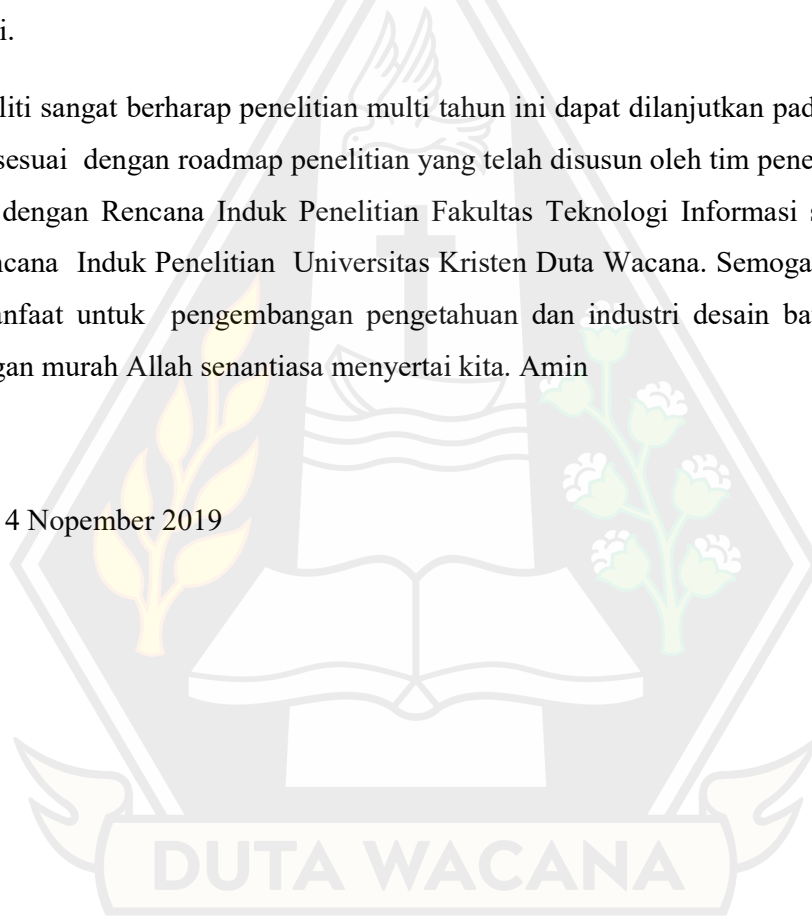 i.
liti sangat berharap penelitian multi tahun ini dapat dilanjutkan pad
sesuai dengan roadmap penelitian yang telah disusun oleh tim pene
dengan Rencana Induk Penelitian Fakultas Teknologi Informasi s
ncana Induk Penelitian Universitas Kristen Duta Wacana. Semoga
anfaat untuk pengembangan pengetahuan dan industri desain ba
gan murah Allah senantiasa menyertai kita. Amin
4 Nopember 2019
DUTA WACANA